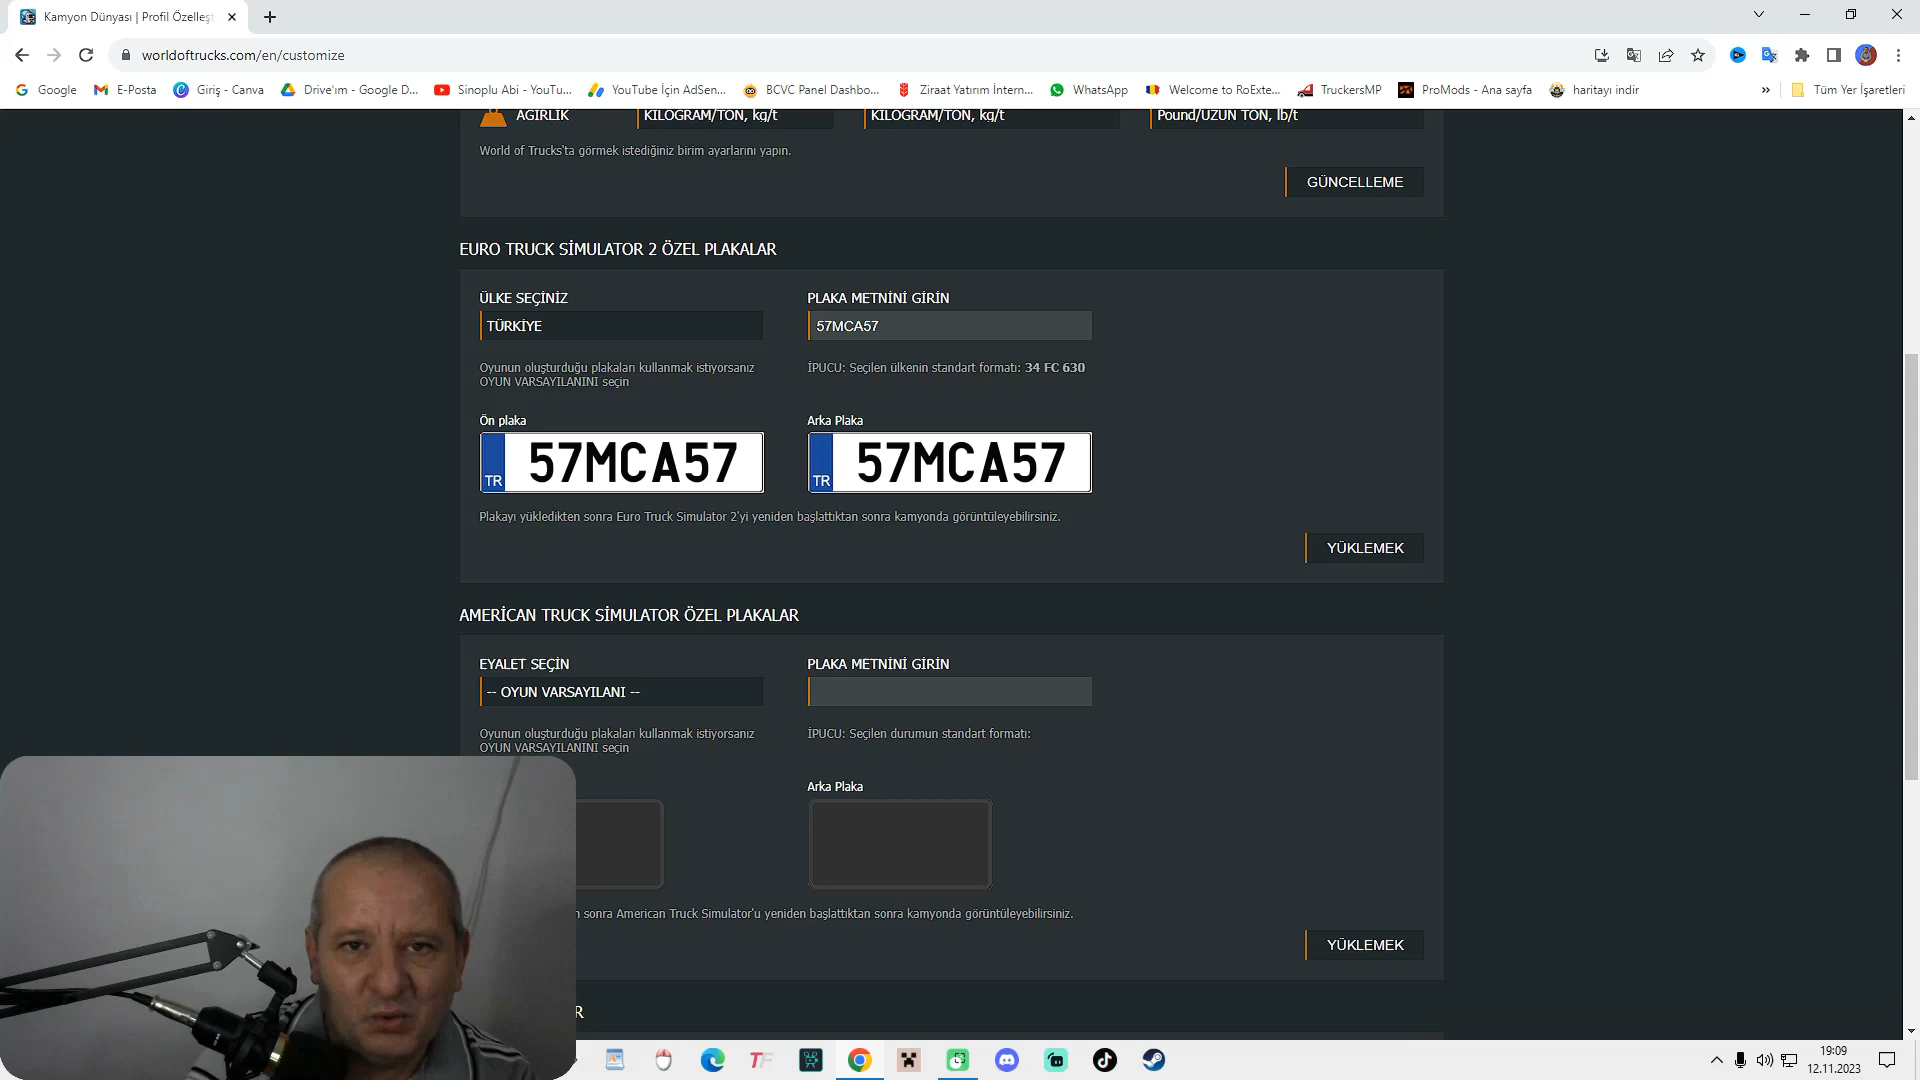 Kamyon Dünyası | Profil Özelleşt
worldoftrucks.com/en/customize
Google
E-Posta
Giriş - Canva
Drive'ım - Google D...
Sinoplu Abi - YouTu...
YouTube İçin AdSen...
BCVC Panel Dashbo...
Ziraat Yatırım İntern...
WhatsApp
Welcome to RoExte...
TruckersMP
ProMods - Ana sayfa
haritayı indir
»
Tüm Yer İşaretleri
AĞIRLIK
KİLOGRAM/TON, kg/t
KİLOGRAM/TON, kg/t
Pound/UZUN TON, lb/t
World of Trucks'ta görmek istediğiniz birim ayarlarını yapın.
GÜNCELLEME
EURO TRUCK SİMULATOR 2 ÖZEL PLAKALAR
ÜLKE SEÇİNİZ
PLAKA METNİNİ GİRİN
TÜRKİYE
57MCA57
Oyunun oluşturduğu plakaları kullanmak istiyorsanız
OYUN VARSAYILANINI seçin
İPUCU: Seçilen ülkenin standart formatı: 34 FC 630
Ön plaka
Arka Plaka
TR 57MCA57
TR 57MCA57
Plakayı yükledikten sonra Euro Truck Simulator 2'yi yeniden başlattıktan sonra kamyonda görüntüleyebilirsiniz.
YÜKLEMEK
AMERİCAN TRUCK SİMULATOR ÖZEL PLAKALAR
EYALET SEÇİN
PLAKA METNİNİ GİRİN
-- OYUN VARSAYILANI --
Oyunun oluşturduğu plakaları kullanmak istiyorsanız
OYUN VARSAYILANINI seçin
İPUCU: Seçilen durumun standart formatı:
Arka Plaka
n sonra American Truck Simulator'u yeniden başlattıktan sonra kamyonda görüntüleyebilirsiniz.
YÜKLEMEK
R
TF
19:09
12.11.2023